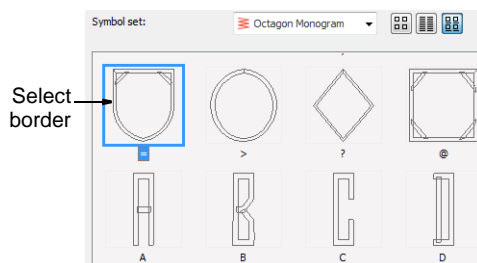 Symbol set: Octagon Monogram
Select
border
= > ? @
A B C D